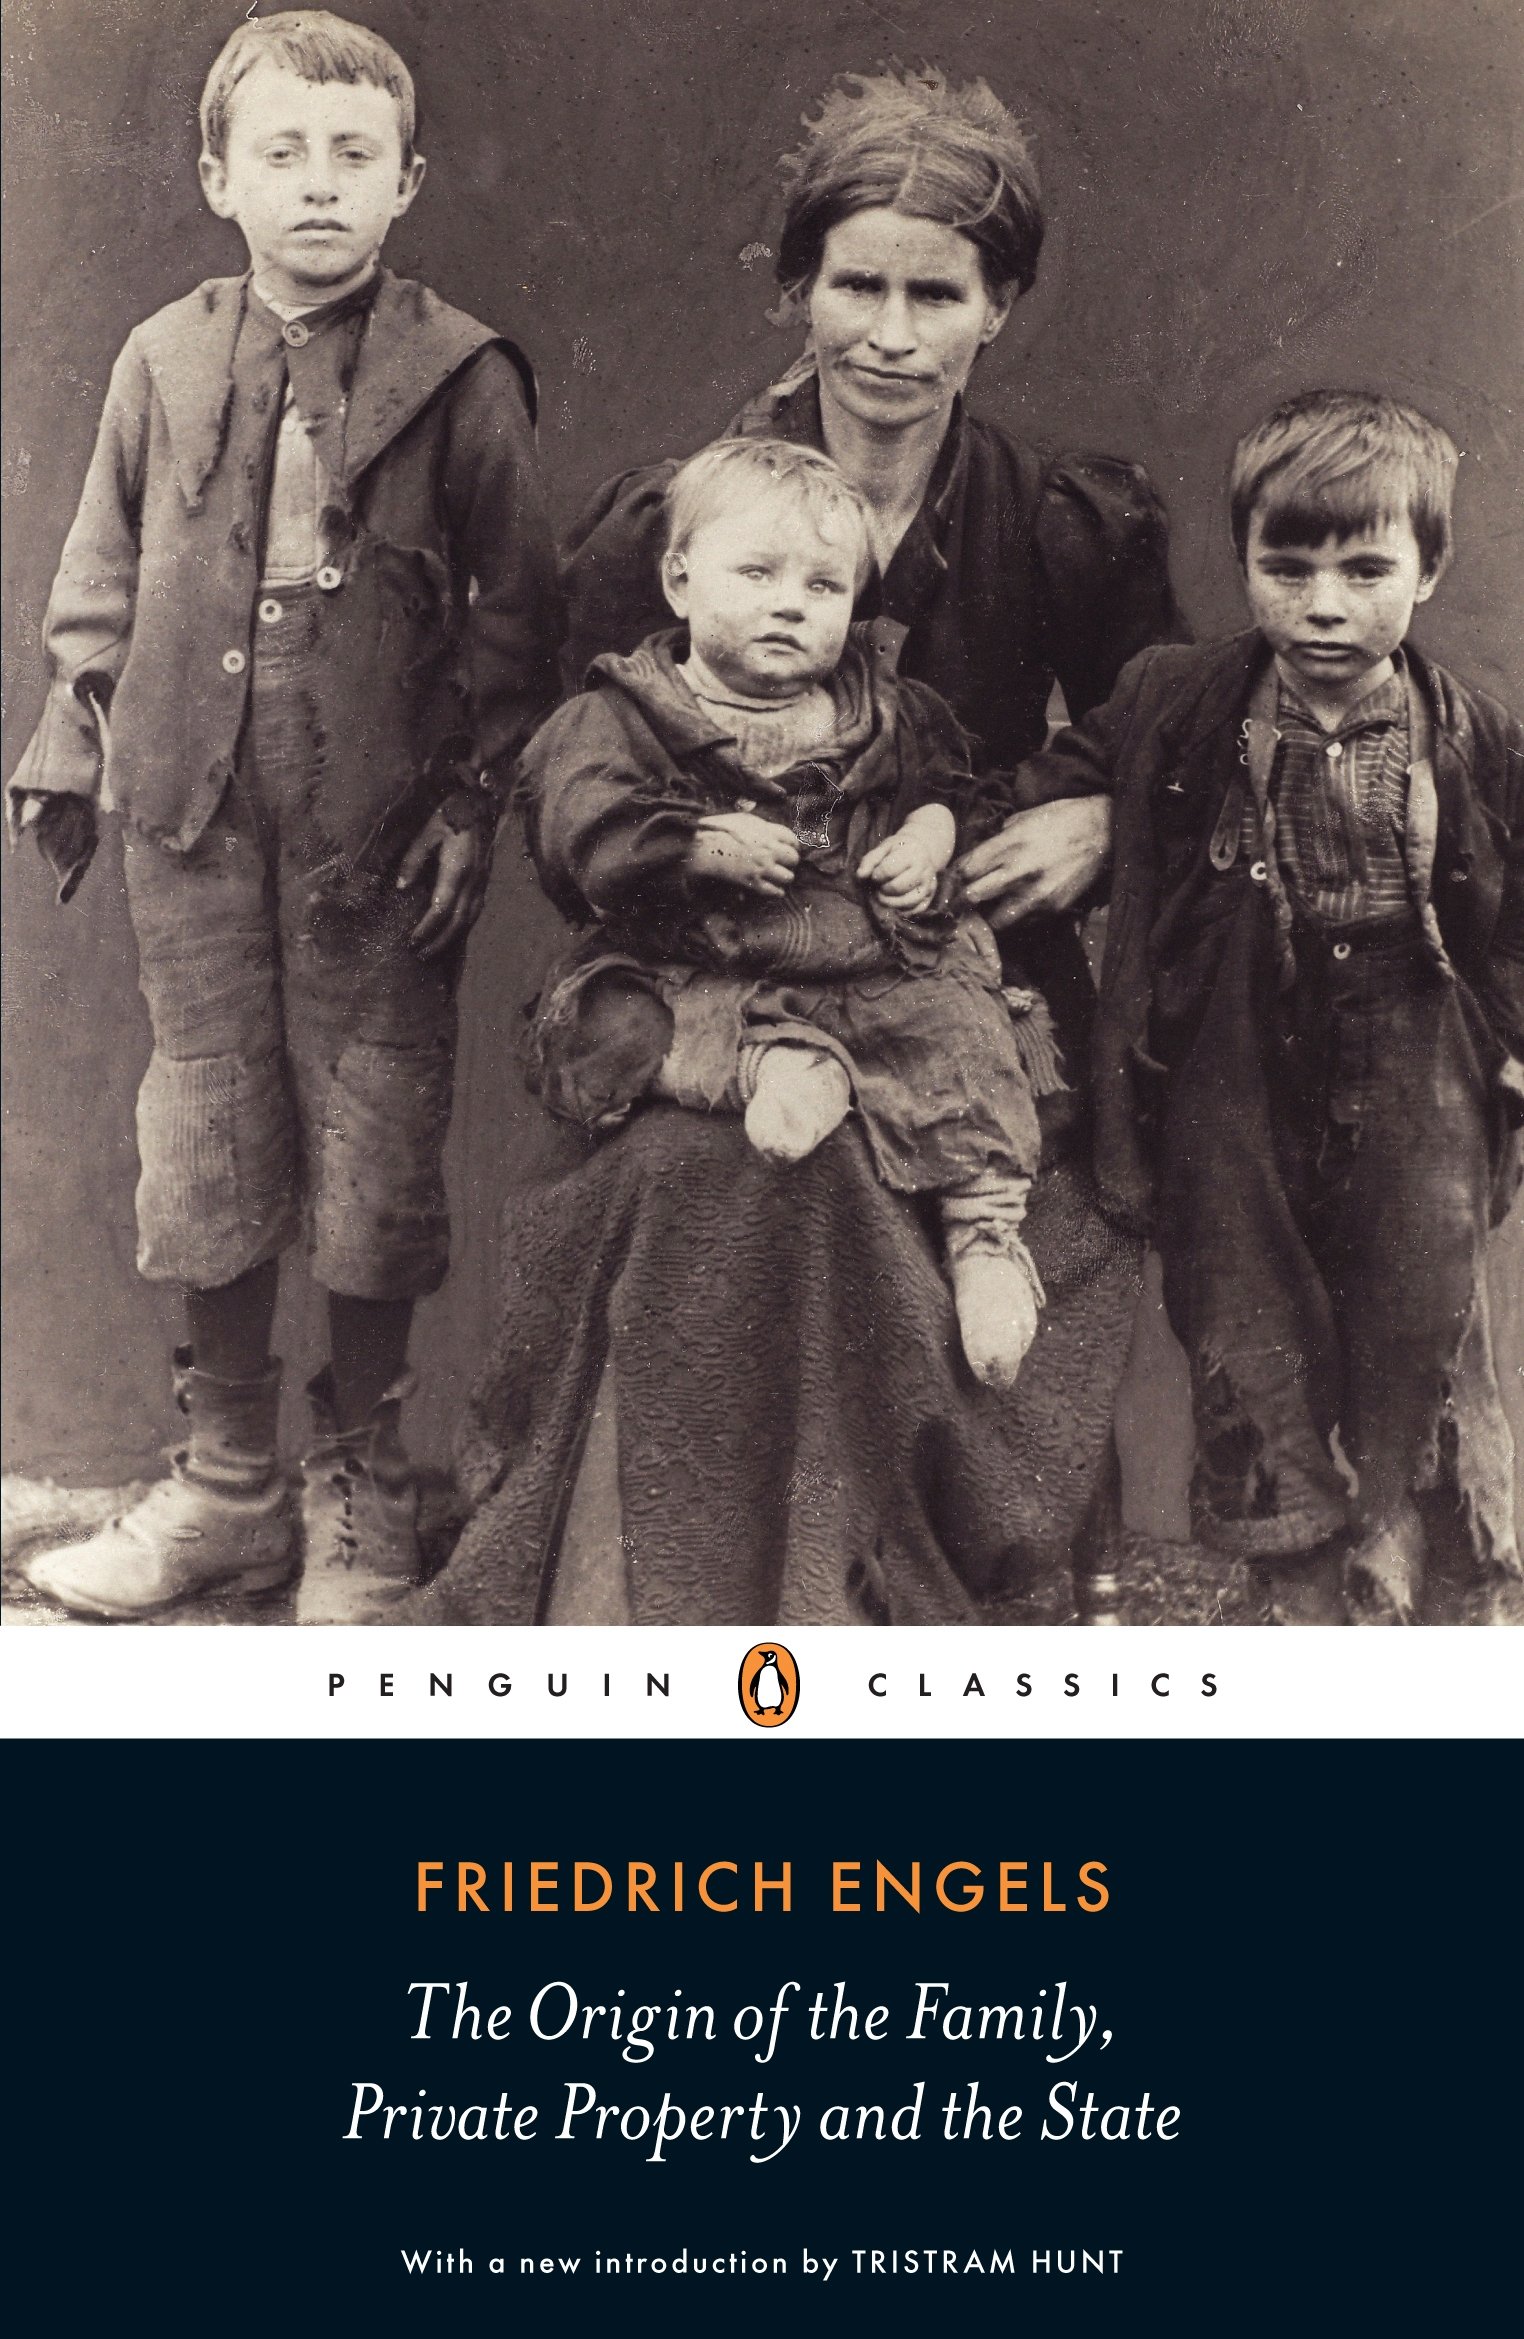 PENGUIN CLASSICS
FRIEDRICH ENGELS
The Origin of the Family,
Private Property and the State
With a new introduction by TRISTRAM HUNT